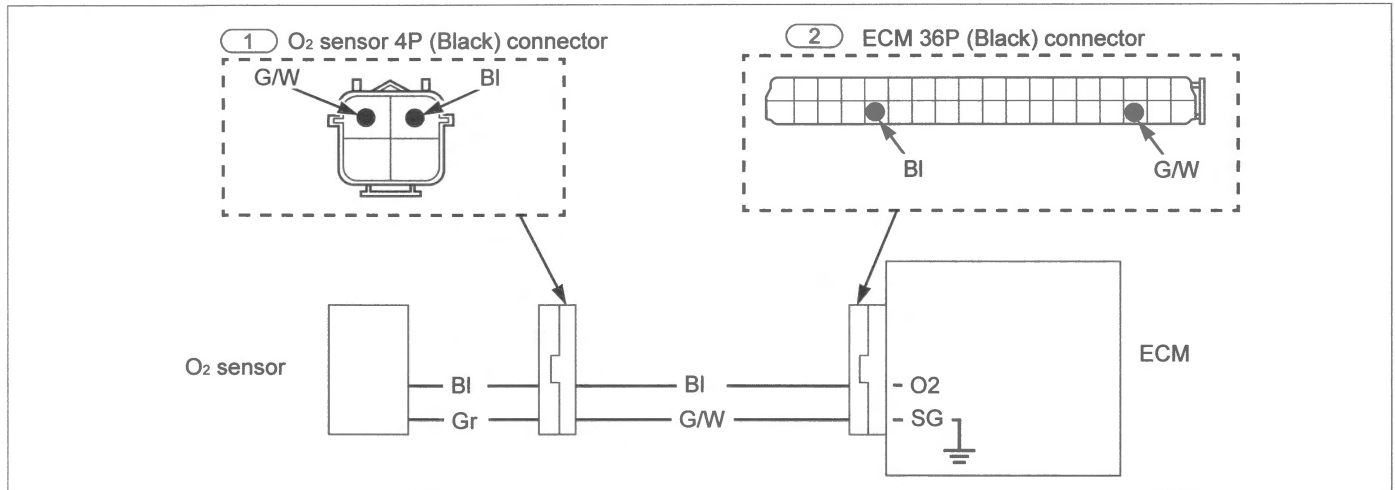 1 O2 sensor 4P (Black) connector
G/W
Bl
2 ECM 36P (Black) connector
Bl
G/W
O2 sensor
Bl
Gr
Bl
G/W
O2
SG
ECM